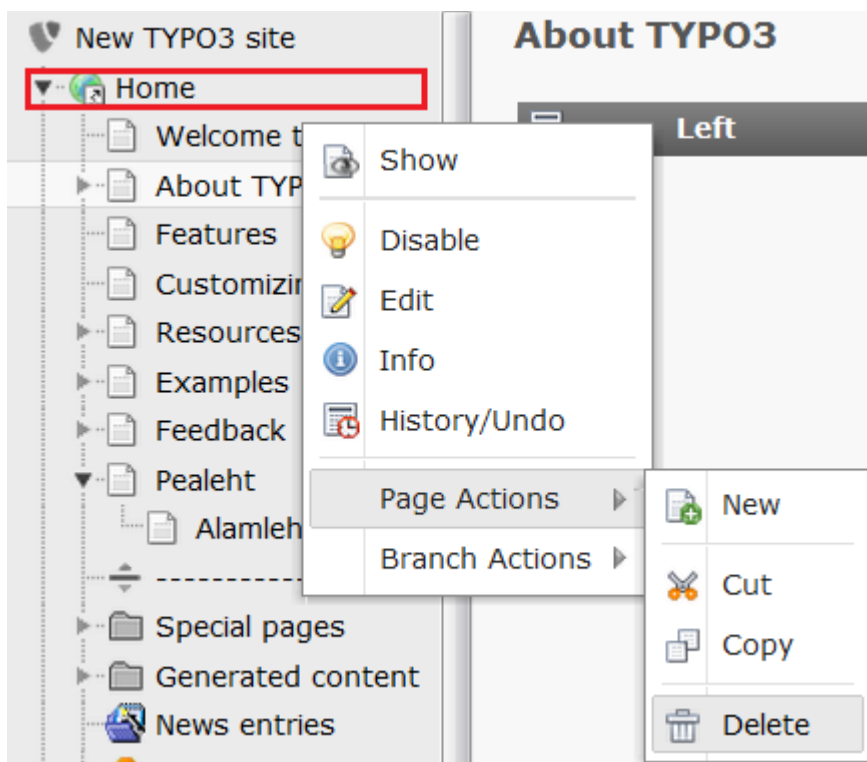 New TYPO3 site
Home
Welcome t
About TYP
Features
Customizin
Resources
Examples
Feedback
Pealeht
Alamleh
------------
Special pages
Generated content
News entries
About TYPO3
Left
Show
Disable
Edit
Info
History/Undo
Page Actions
Branch Actions
New
Cut
Copy
Delete